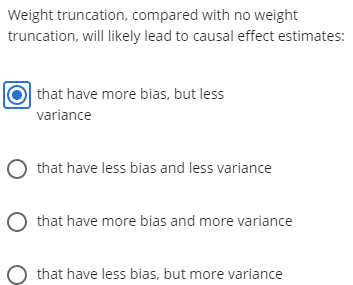 Weight truncation, compared with no weight
truncation, will likely lead to causal effect estimates:
that have more bias, but less
variance
that have less bias and less variance
that have more bias and more variance
that have less bias, but more variance